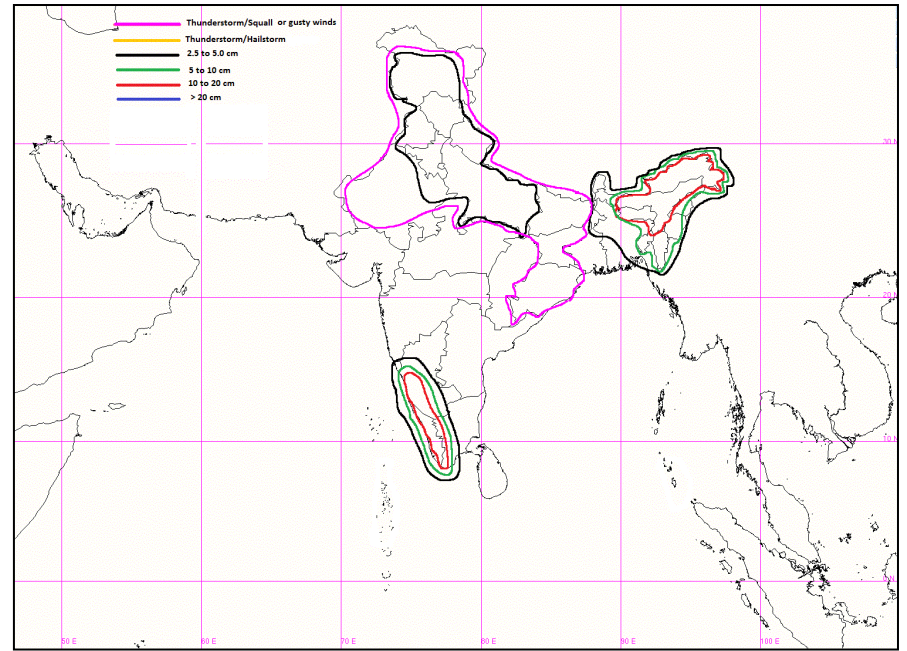 Thunderstorm/Squall or gusty winds
Thunderstorm/Hailstorm
2.5 to 5.0 cm
5 to 10 cm
10 to 20 cm
> 20 cm
30 N
20 N
10 N
0 N
50 E
60 E
70 E
80 E
90 E
100 E